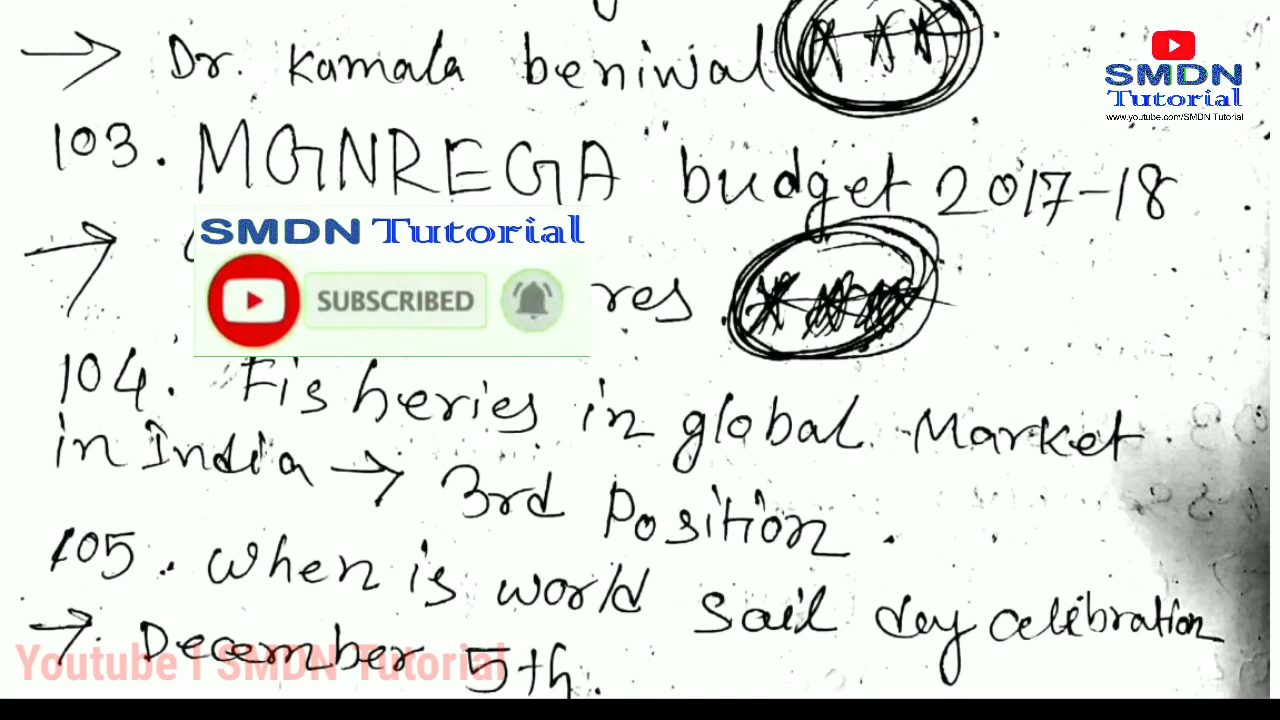 → Dr. Kamala beniwal ***
SMDN
Tutorial
www.youtube.com/SMDN Tutorial
103. MGNREGA budget 2017-18
→
SMDN Tutorial
SUBSCRIBED
res ***
104. Fisheries in global Market
in India → 3rd Position.
105. When is world soil day celebration
→ December 5th.
Youtube I SMDN Tutorial